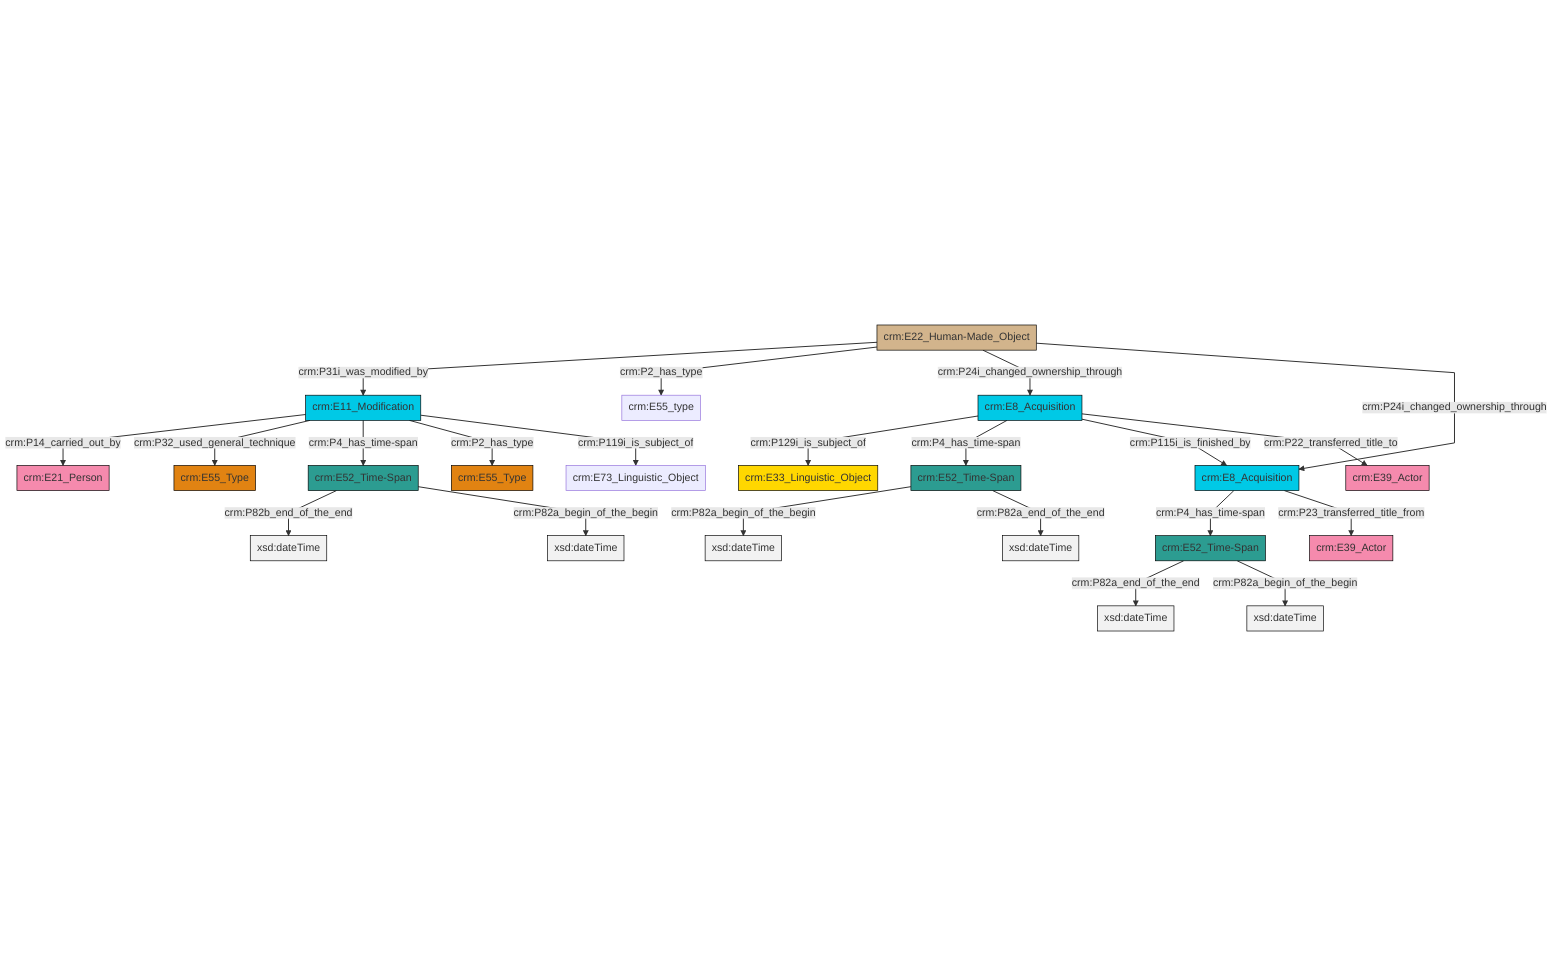 crm:E22_Human-Made_Object
crm:P31i_was_modified_by
crm:P2_has_type
crm:P24i_changed_ownership_through
crm:E11_Modification
crm:E55_type
crm:E8_Acquisition
crm:P24i_changed_ownership_through
crm:P14_carried_out_by
crm:P32_used_general_technique
crm:P4_has_time-span
crm:P2_has_type
crm:P119i_is_subject_of
crm:P129i_is_subject_of
crm:P4_has_time-span
crm:P115i_is_finished_by
crm:P22_transferred_title_to
crm:E21_Person
crm:E55_Type
crm:E52_Time-Span
crm:E55_Type
crm:E73_Linguistic_Object
crm:E33_Linguistic_Object
crm:E52_Time-Span
crm:E8_Acquisition
crm:E39_Actor
crm:P82b_end_of_the_end
crm:P82a_begin_of_the_begin
crm:P82a_begin_of_the_begin
crm:P82a_end_of_the_end
crm:P4_has_time-span
crm:P23_transferred_title_from
xsd:dateTime
xsd:dateTime
xsd:dateTime
xsd:dateTime
crm:E52_Time-Span
crm:E39_Actor
crm:P82a_end_of_the_end
crm:P82a_begin_of_the_begin
xsd:dateTime
xsd:dateTime